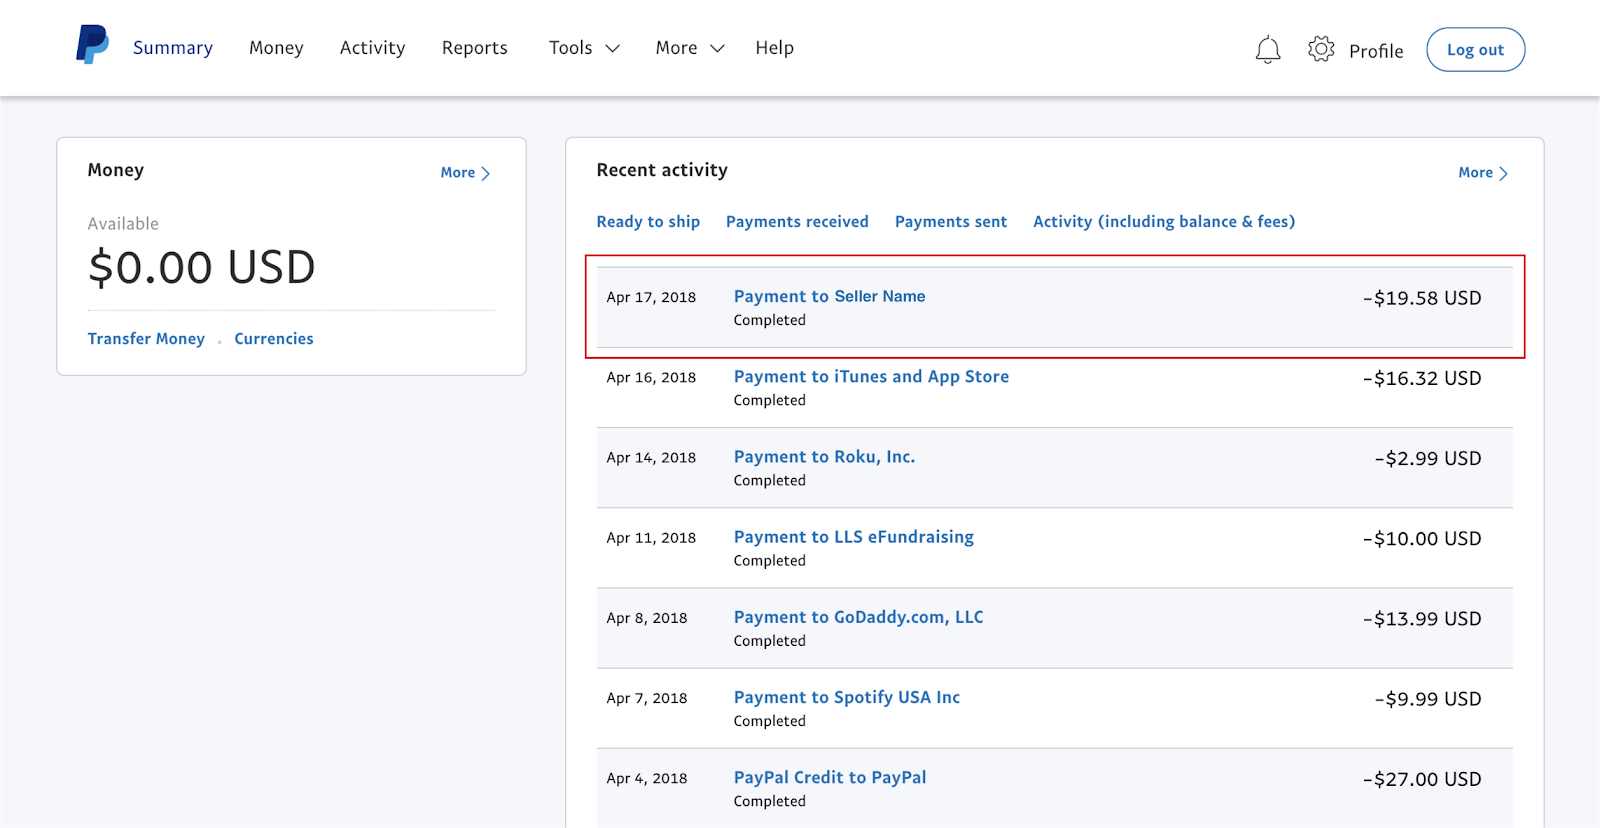 Summary Money Activity Reports Tools More Help Profile Log out
Money More
Available
$0.00 USD
Transfer Money . Currencies
Recent activity More
Ready to ship Payments received Payments sent Activity (including balance & fees)
Apr 17, 2018 Payment to Seller Name -$19.58 USD
Completed
Apr 16, 2018 Payment to iTunes and App Store -$16.32 USD
Completed
Apr 14, 2018 Payment to Roku, Inc. -$2.99 USD
Completed
Apr 11, 2018 Payment to LLS eFundraising -$10.00 USD
Completed
Apr 8, 2018 Payment to GoDaddy.com, LLC -$13.99 USD
Completed
Apr 7, 2018 Payment to Spotify USA Inc -$9.99 USD
Completed
Apr 4, 2018 PayPal Credit to PayPal -$27.00 USD
Completed